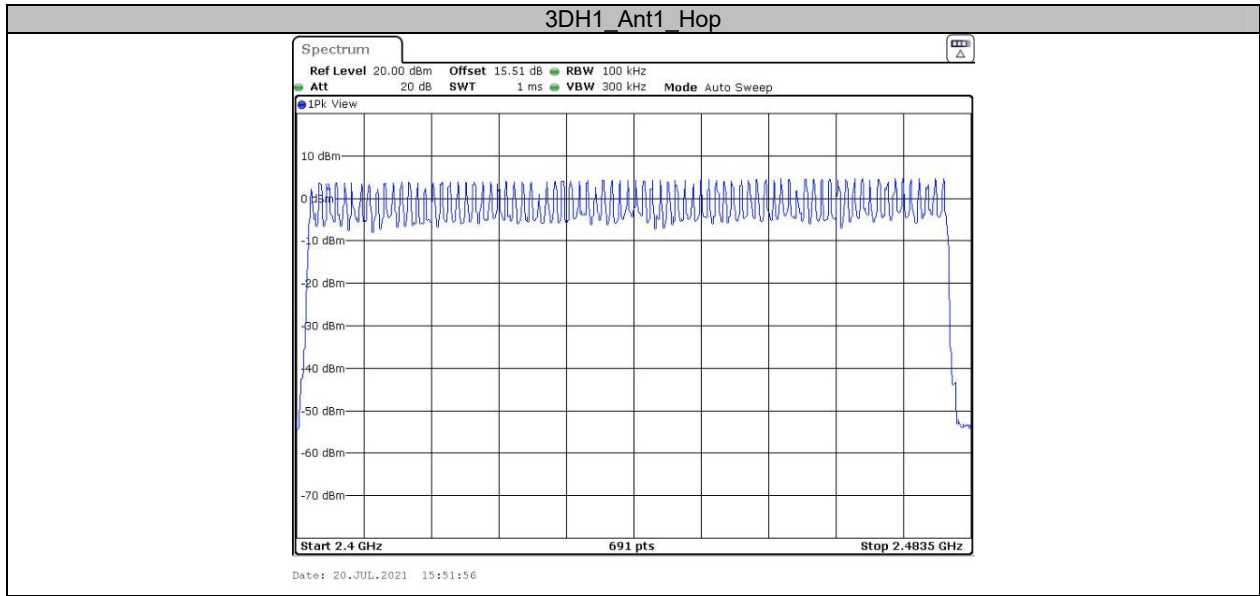 3DH1_Ant1_Hop
Spectrum
Ref Level 20.00 dBm Offset 15.51 dB RBW 100 kHz
Att 20 dB SWT 1 ms VBW 300 kHz Mode Auto Sweep
1Pk View
10 dBm
0 dBm
-10 dBm
-20 dBm
-30 dBm
-40 dBm
-50 dBm
-60 dBm
-70 dBm
Start 2.4 GHz 691 pts Stop 2.4835 GHz
Date: 20.JUL.2021 15:51:56